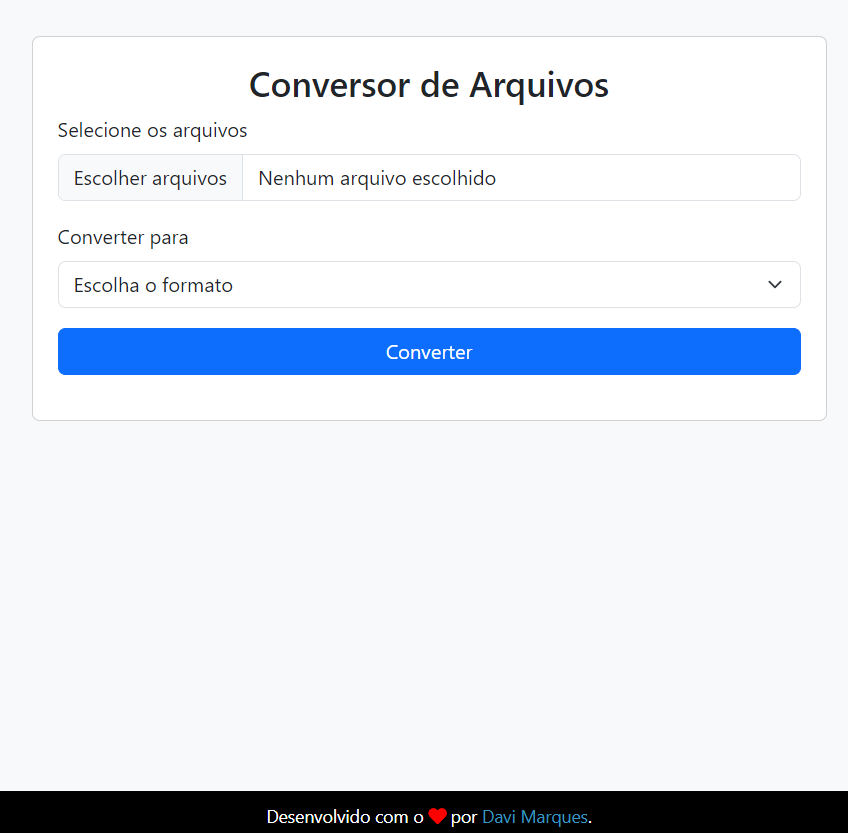 Conversor de Arquivos
Selecione os arquivos
Escolher arquivos Nenhum arquivo escolhido
Converter para
Escolha o formato
Converter
Desenvolvido com o ❤ por Davi Marques.